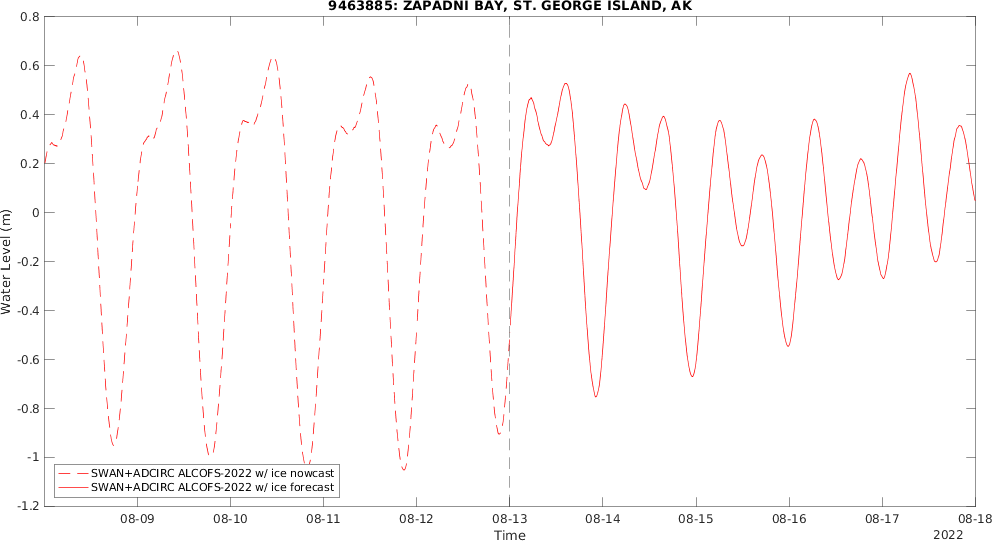 9463885: ZAPADNI BAY, ST. GEORGE ISLAND, AK
0.8
0.6
0.4
0.2
0
-0.2
-0.4
-0.6
-0.8
-1
-1.2
Water Level (m)
SWAN+ADCIRC ALCOFS-2022 w/ ice nowcast
SWAN+ADCIRC ALCOFS-2022 w/ ice forecast
08-09 08-10 08-11 08-12 08-13 08-14 08-15 08-16 08-17 08-18
Time
2022